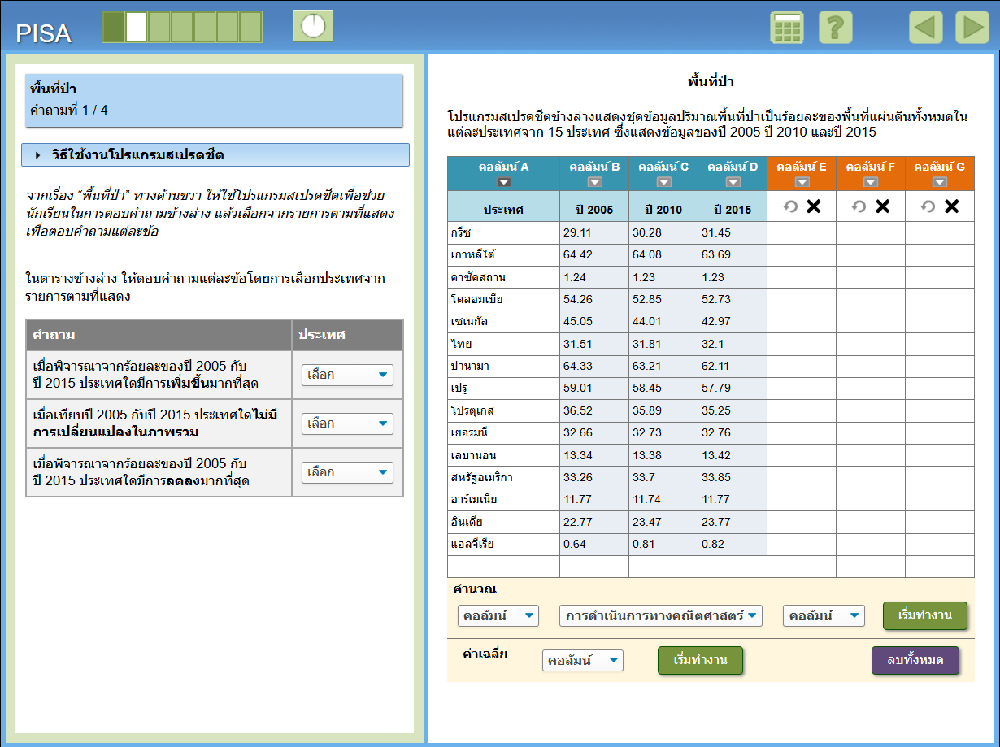 PISA
พื้นที่ป่า
คำถามที่ 1 / 4
วิธีใช้งานโปรแกรมสเปรดชีต
จากเรื่อง “พื้นที่ป่า” ทางด้านขวา ให้ใช้โปรแกรมสเปรดชีตเพื่อช่วย
นักเรียนในการตอบคำถามข้างล่าง แล้วเลือกจากรายการตามที่แสดง
เพื่อตอบคำถามแต่ละข้อ
ในตารางข้างล่าง ให้ตอบคำถามแต่ละข้อโดยการเลือกประเทศจาก
รายการตามที่แสดง
คำถาม ประเทศ
เมื่อพิจารณาจากร้อยละของปี 2005 กับ
ปี 2015 ประเทศใดมีการเพิ่มขึ้นมากที่สุด
เลือก
เมื่อเทียบปี 2005 กับปี 2015 ประเทศใดไม่มี
การเปลี่ยนแปลงในภาพรวม
เลือก
เมื่อพิจารณาจากร้อยละของปี 2005 กับ
ปี 2015 ประเทศใดมีการลดลงมากที่สุด
เลือก
พื้นที่ป่า
โปรแกรมสเปรดชีตข้างล่างแสดงชุดข้อมูลปริมาณพื้นที่ป่าเป็นร้อยละของพื้นที่แผ่นดินทั้งหมดใน
แต่ละประเทศจาก 15 ประเทศ ซึ่งแสดงข้อมูลของปี 2005 ปี 2010 และปี 2015
คอลัมน์ A คอลัมน์ B คอลัมน์ C คอลัมน์ D คอลัมน์ E คอลัมน์ F คอลัมน์ G
ประเทศ ปี 2005 ปี 2010 ปี 2015
กรีซ 29.11 30.28 31.45
เกาหลีใต้ 64.42 64.08 63.69
คาซัคสถาน 1.24 1.23 1.23
โคลอมเบีย 54.26 52.85 52.73
เซเนกัล 45.05 44.01 42.97
ไทย 31.51 31.81 32.1
ปานามา 64.33 63.21 62.11
เปรู 59.01 58.45 57.79
โปรตุเกส 36.52 35.89 35.25
เยอรมนี 32.66 32.73 32.76
เลบานอน 13.34 13.38 13.42
สหรัฐอเมริกา 33.26 33.7 33.85
อาร์เมเนีย 11.77 11.74 11.77
อินเดีย 22.77 23.47 23.77
แอลจีเรีย 0.64 0.81 0.82
คำนวณ
คอลัมน์ การดำเนินการทางคณิตศาสตร์ คอลัมน์ เริ่มทำงาน
ค่าเฉลี่ย คอลัมน์ เริ่มทำงาน ลบทั้งหมด